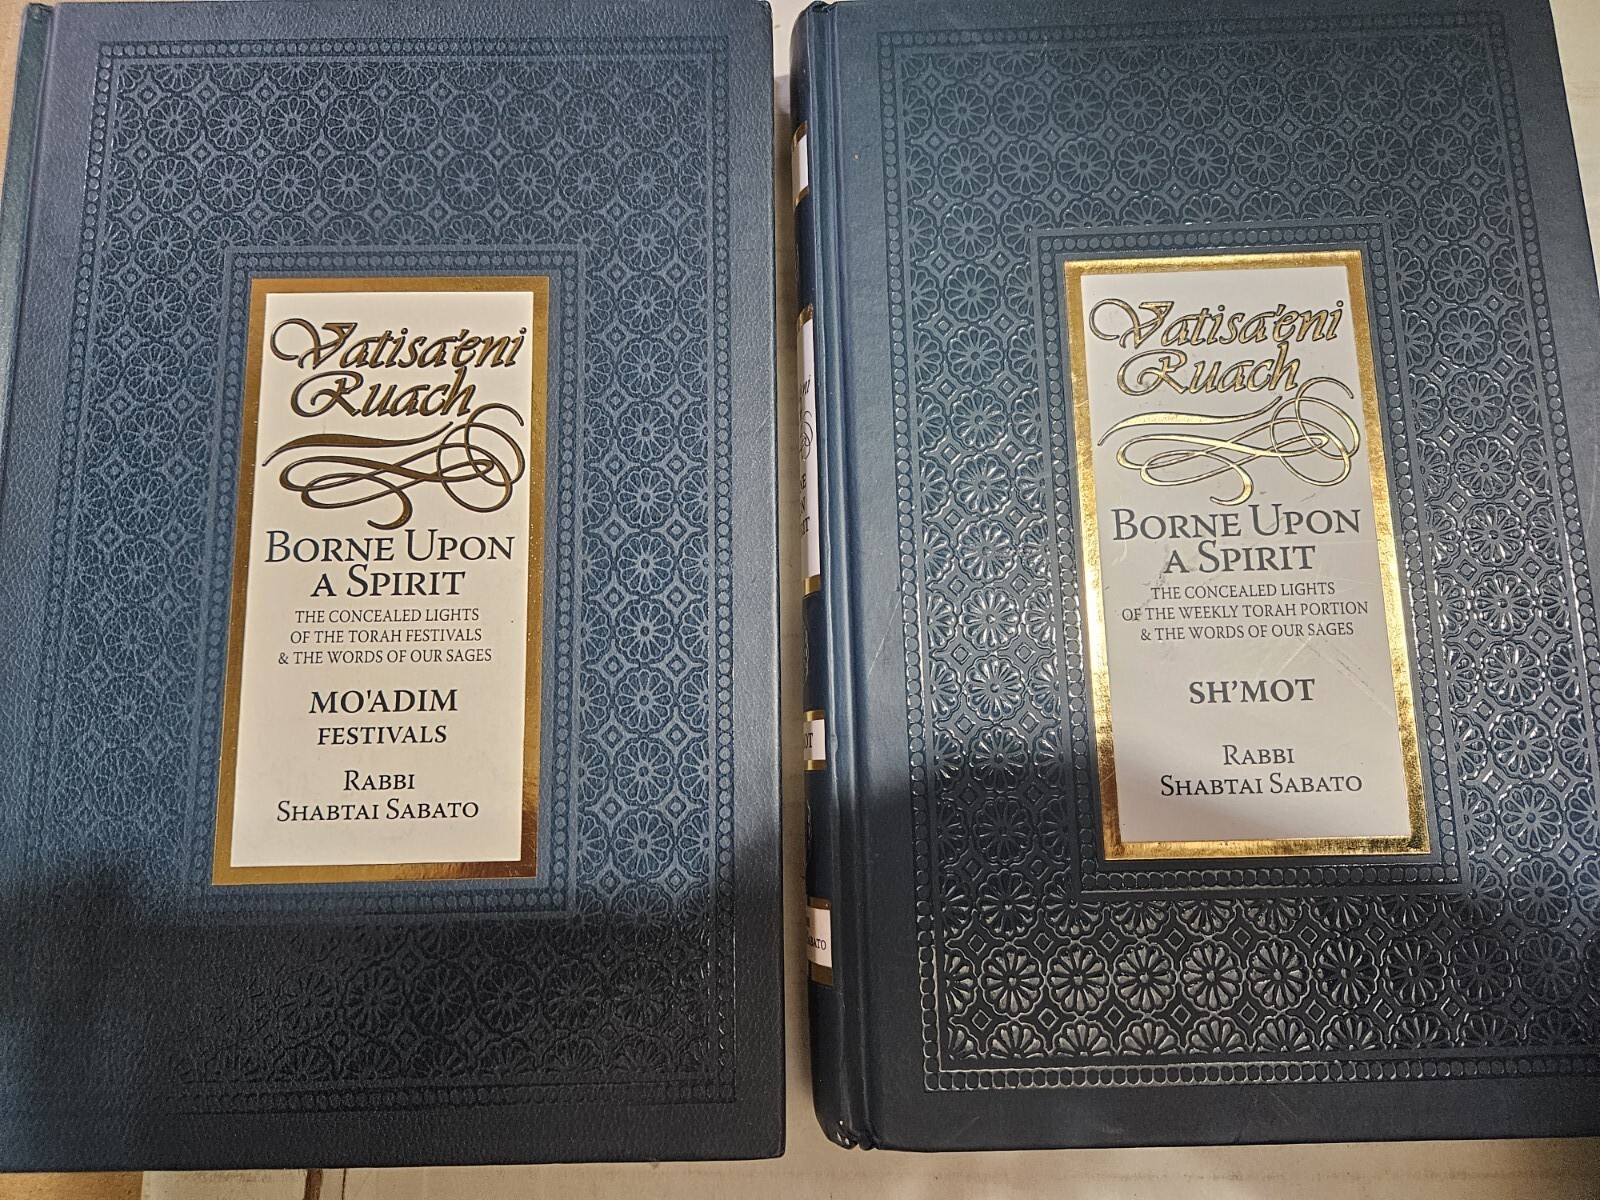 Vatisa'eni
Ruach
BORNE UPON
A SPIRIT
THE CONCEALED LIGHTS
OF THE TORAH FESTIVALS
& THE WORDS OF OUR SAGES
MO'ADIM
FESTIVALS
RABBI
SHABTAI SABATO
Vatisa'eni
Ruach
BORNE UPON
A SPIRIT
THE CONCEALED LIGHTS
OF THE WEEKLY TORAH PORTION
& THE WORDS OF OUR SAGES
SH'MOT
RABBI
SHABTAI SABATO